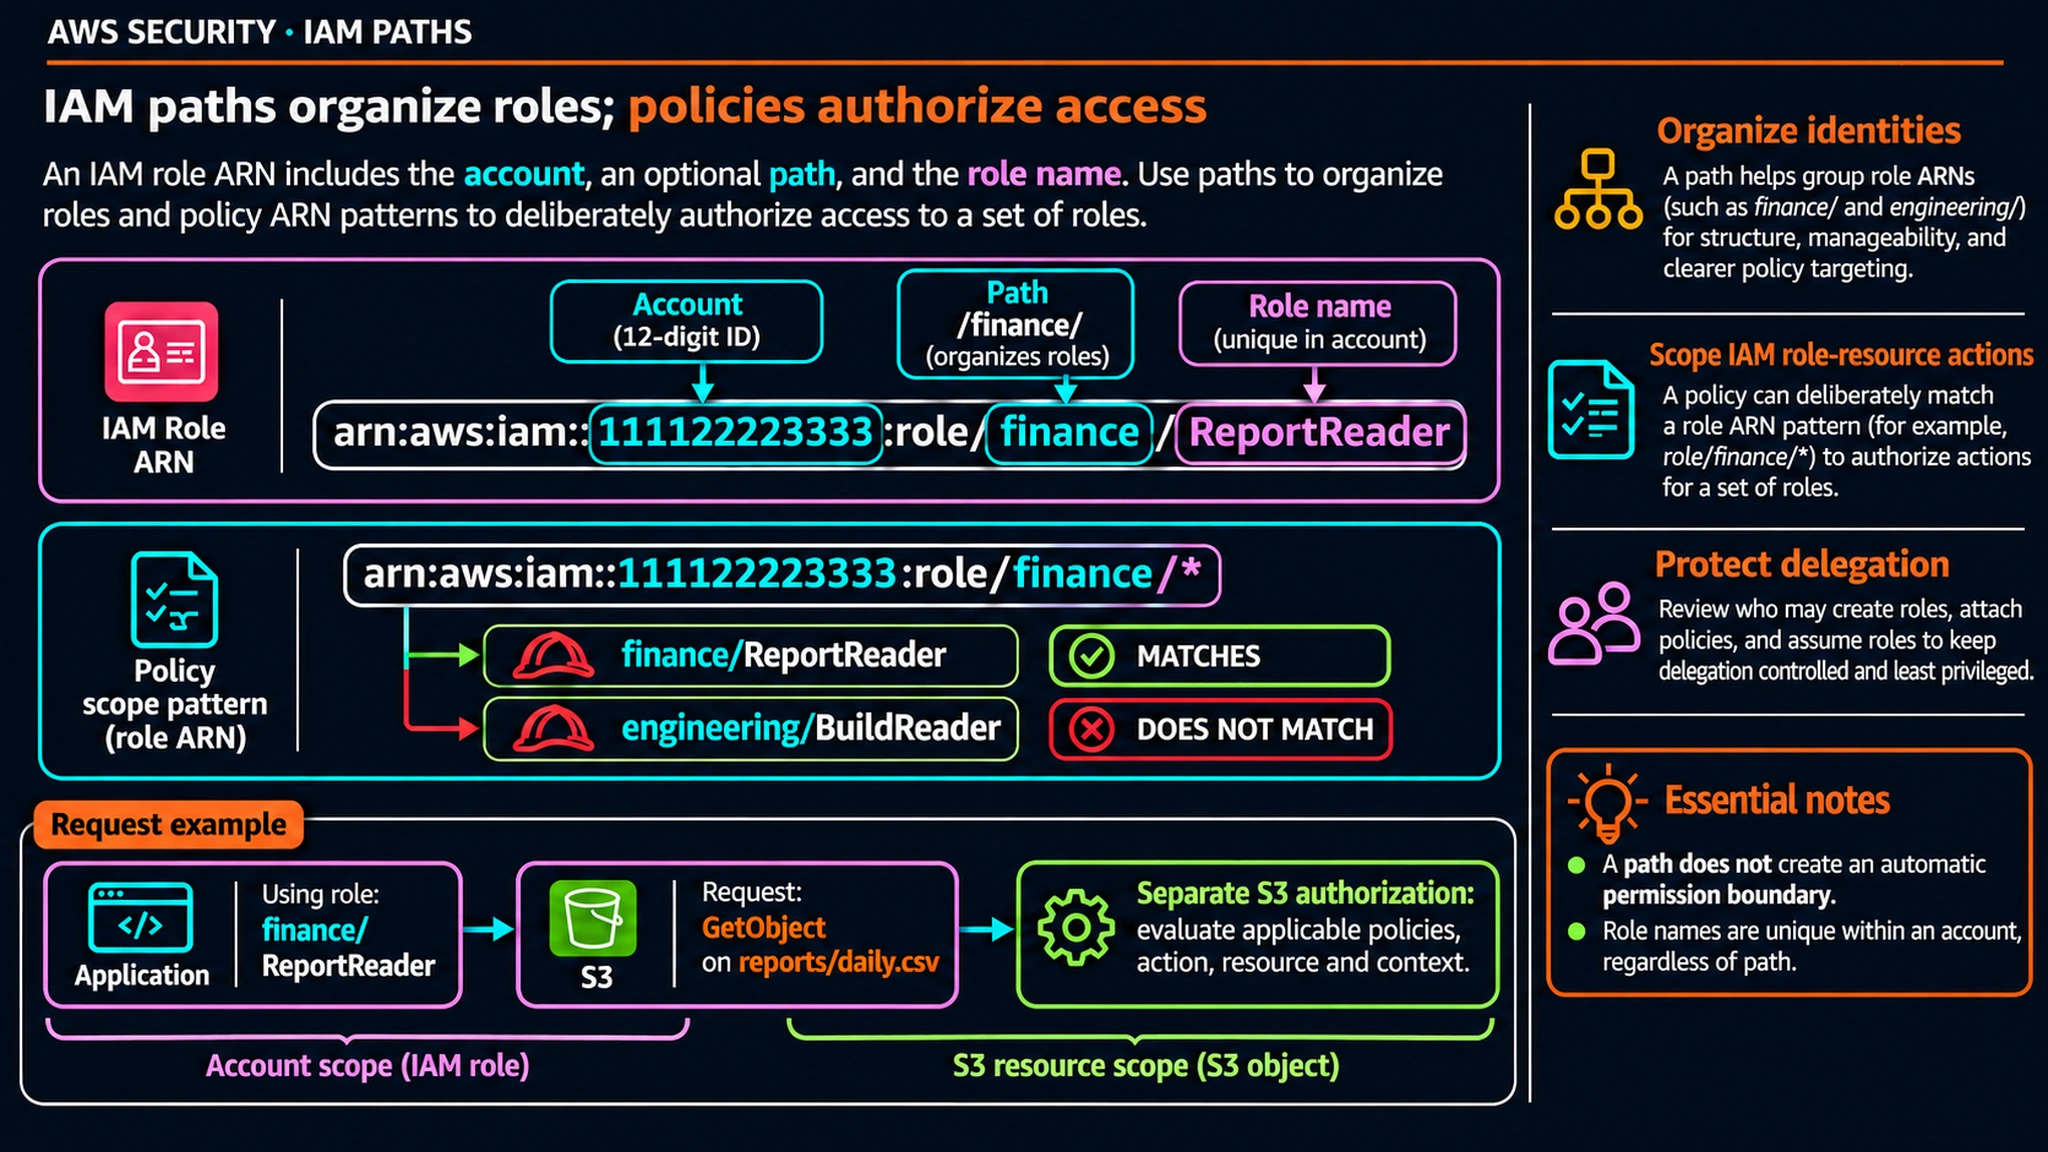 AWS SECURITY · IAM PATHS
IAM paths organize roles; policies authorize access
An IAM role ARN includes the account, an optional path, and the role name. Use paths to organize
roles and policy ARN patterns to deliberately authorize access to a set of roles.
IAM Role
ARN
Account
(12-digit ID)
Path
/finance/
(organizes roles)
Role name
(unique in account)
arn:aws:iam::111122223333:role/finance/ReportReader
Policy
scope pattern
(role ARN)
arn:aws:iam::111122223333:role/finance/*
finance/ReportReader
MATCHES
engineering/BuildReader
DOES NOT MATCH
Request example
Application
Using role:
finance/
ReportReader
S3
Request:
GetObject
on reports/daily.csv
Separate S3 authorization:
evaluate applicable policies,
action, resource and context.
Account scope (IAM role)
S3 resource scope (S3 object)
Organize identities
A path helps group role ARNs
(such as finance/ and engineering/)
for structure, manageability, and
clearer policy targeting.
Scope IAM role-resource actions
A policy can deliberately match
a role ARN pattern (for example,
role/finance/*) to authorize actions
for a set of roles.
Protect delegation
Review who may create roles, attach
policies, and assume roles to keep
delegation controlled and least privileged.
Essential notes
A path does not create an automatic
permission boundary.
Role names are unique within an account,
regardless of path.